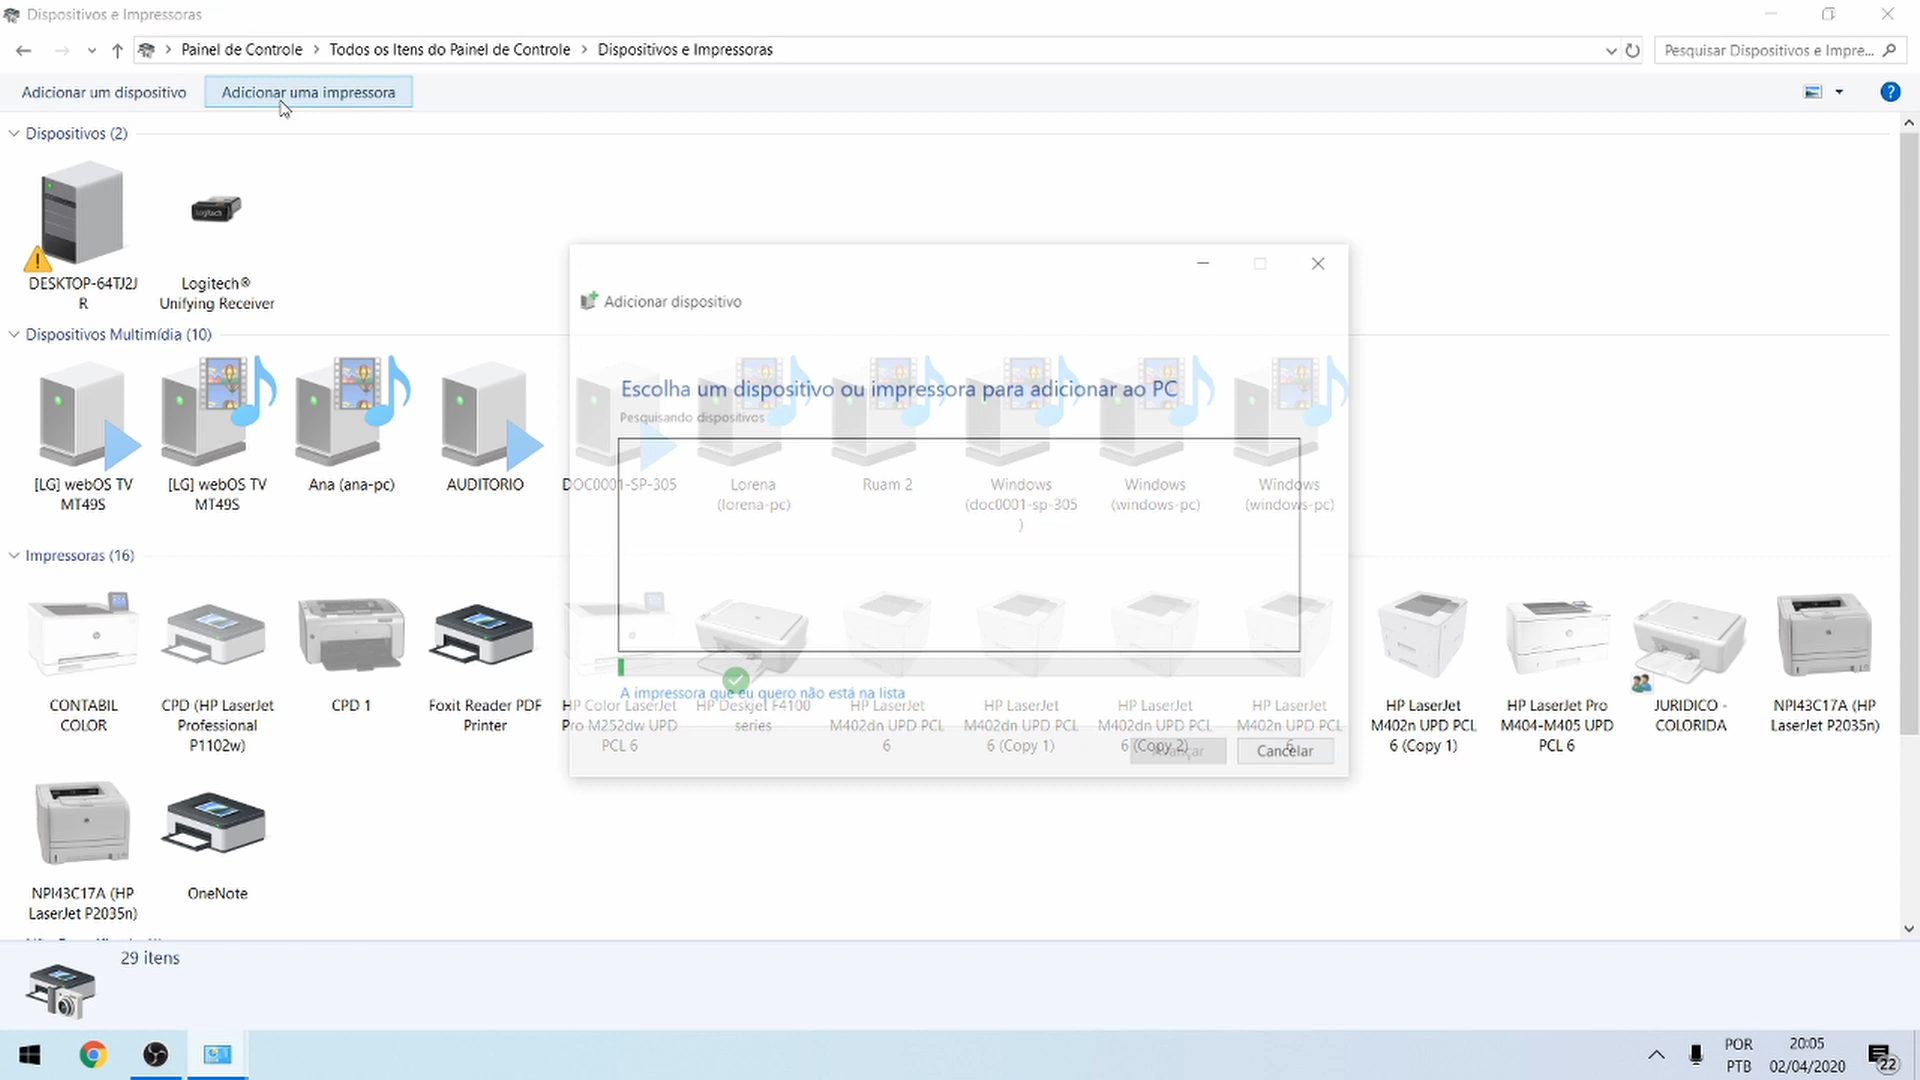 Dispositivos e Impressoras
Painel de Controle > Todos os Itens do Painel de Controle > Dispositivos e Impressoras
Pesquisar Dispositivos e Impre...
Adicionar um dispositivo
Adicionar uma impressora
Dispositivos (2)
DESKTOP-64TJ2J
R
Logitech®
Unifying Receiver
Logitech
Adicionar dispositivo
Dispositivos Multimídia (10)
Escolha um dispositivo ou impressora para adicionar ao PC
Pesquisando dispositivos
[LG] webOS TV
MT49S
[LG] webOS TV
MT49S
Ana (ana-pc)
AUDITORIO
DOC0001-SP-305
Lorena
(lorena-pc)
Ruam 2
Windows
(doc0001-sp-305
)
Windows
(windows-pc)
Windows
(windows-pc)
Impressoras (16)
A impressora que eu quero não está na lista
CONTABIL
COLOR
CPD (HP LaserJet
Professional
P1102w)
CPD 1
Foxit Reader PDF
Printer
HP Color LaserJet
Pro M252dw UPD
PCL 6
HP Deskjet F4100
series
HP LaserJet
M402dn UPD PCL
6
HP LaserJet
M402dn UPD PCL
6 (Copy 1)
HP LaserJet
M402dn UPD PCL
6 (Copy 2)
HP LaserJet
M402n UPD PCL
6
HP LaserJet
M402n UPD PCL
6 (Copy 1)
HP LaserJet Pro
M404-M405 UPD
PCL 6
JURIDICO -
COLORIDA
NPI43C17A (HP
LaserJet P2035n)
Avançar
Cancelar
NPI43C17A (HP
LaserJet P2035n)
OneNote
29 itens
POR
PTB
20:05
02/04/2020
22